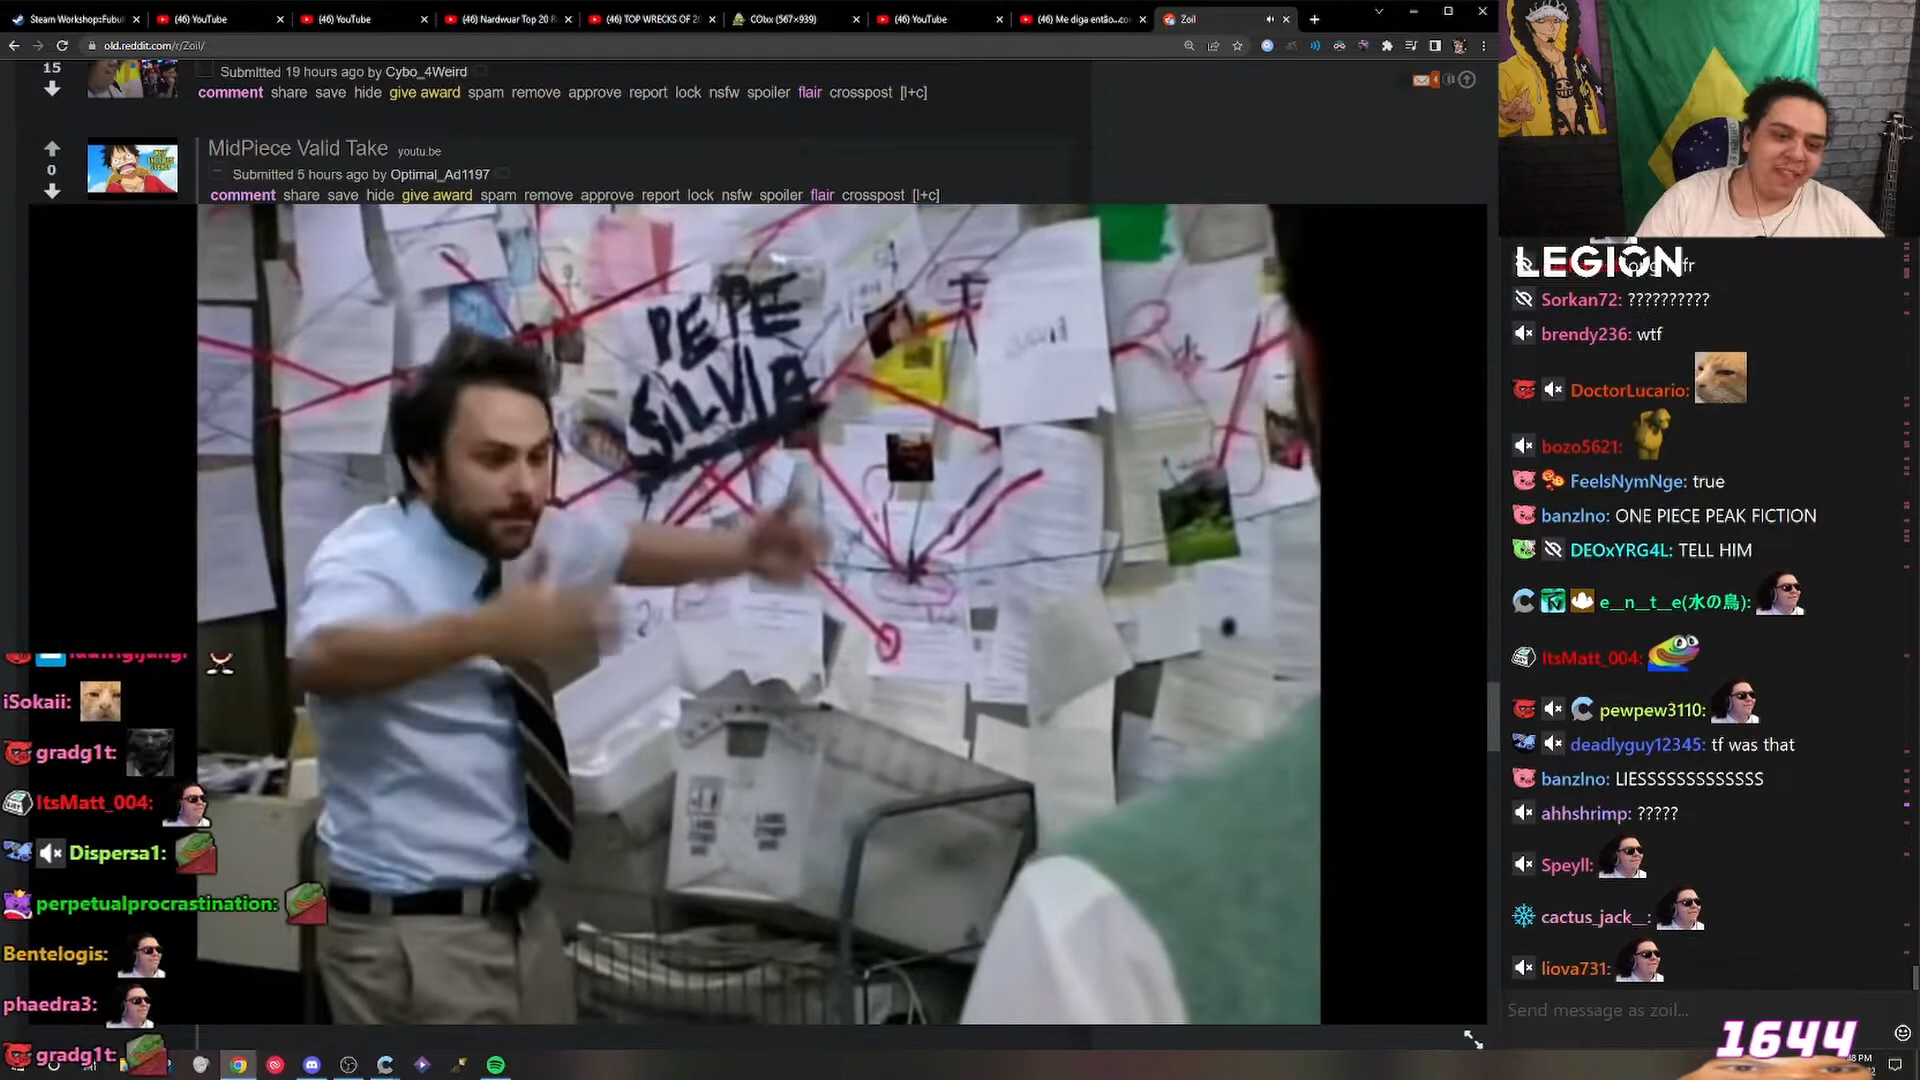 Steam Workshop:Fubul
(46) YouTube
(46) YouTube
(46) Nardwuar Top 20 R
(46) TOP WRECKS OF 20
COlxx (567×939)
(46) YouTube
(46) Me diga então...co
Zoil
old.reddit.com/r/Zoil/
15
Submitted 19 hours ago by Cybo_4Weird
comment share save hide give award spam remove approve report lock nsfw spoiler flair crosspost [l+c]
MidPiece Valid Take youtu.be
0
Submitted 5 hours ago by Optimal_Ad1197
comment share save hide give award spam remove approve report lock nsfw spoiler flair crosspost [l+c]
PEPE
SILVIA
iSokaii:
gradg1t:
ItsMatt_004:
Dispersa1:
perpetualprocrastination:
Bentelogis:
phaedra3:
gradg1t:
LEGION
Sorkan72: ??????????
brendy236: wtf
DoctorLucario:
bozo5621:
FeelsNymNge: true
banzlno: ONE PIECE PEAK FICTION
DEOxYRG4L: TELL HIM
e__n__t__e(水の鳥):
ItsMatt_004:
pewpew3110:
deadlyguy12345: tf was that
banzlno: LIESSSSSSSSSSSS
ahhshrimp: ?????
Speyll:
cactus_jack__:
liova731:
Send message as zoil...
1644